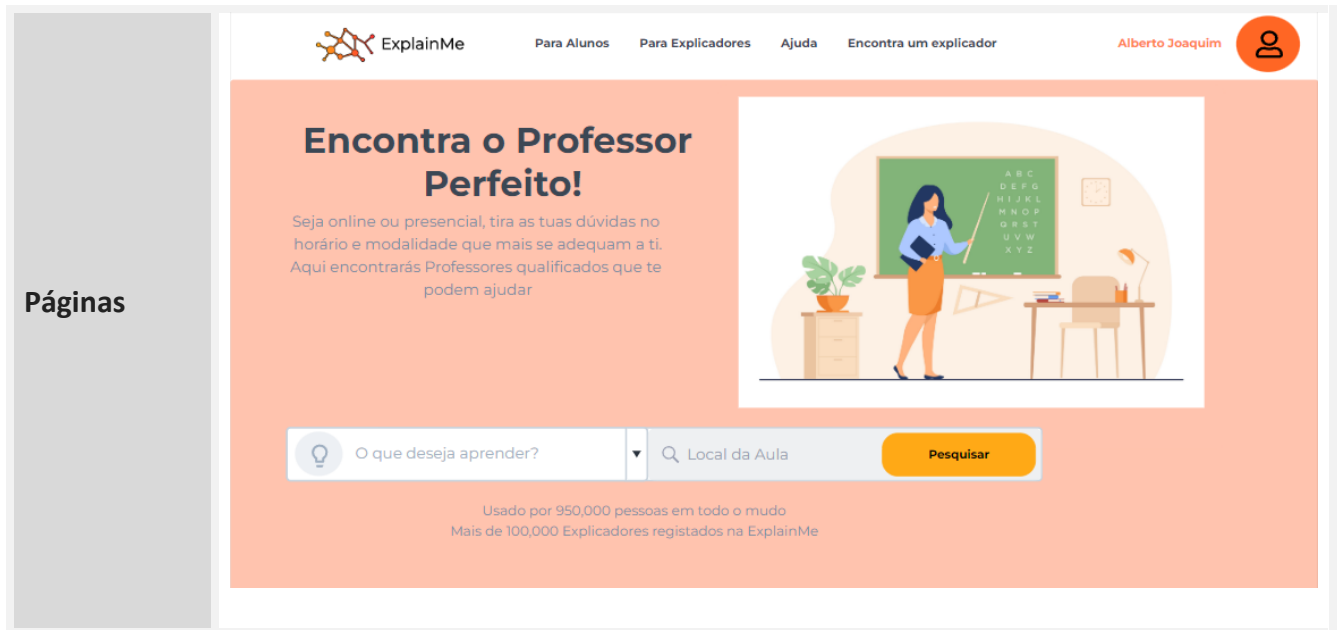 Páginas
ExplainMe
Para Alunos
Para Explicadores
Ajuda
Encontra um explicador
Alberto Joaquim
Encontra o Professor
Perfeito!
Seja online ou presencial, tira as tuas dúvidas no
horário e modalidade que mais se adequam a ti.
Aqui encontrarás Professores qualificados que te
podem ajudar
A B C
D E F G
H I J K L
M N O P
Q R S T
U V W
X Y Z
O que deseja aprender?
Local da Aula
Pesquisar
Usado por 950,000 pessoas em todo o mudo
Mais de 100,000 Explicadores registados na ExplainMe